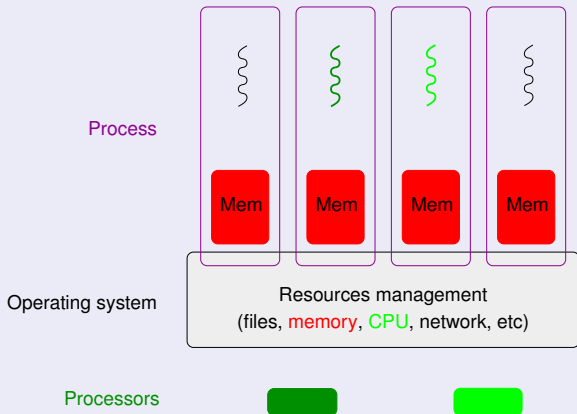 Process
Mem Mem Mem Mem
Operating system
Resources management
(files, memory, CPU, network, etc)
Processors